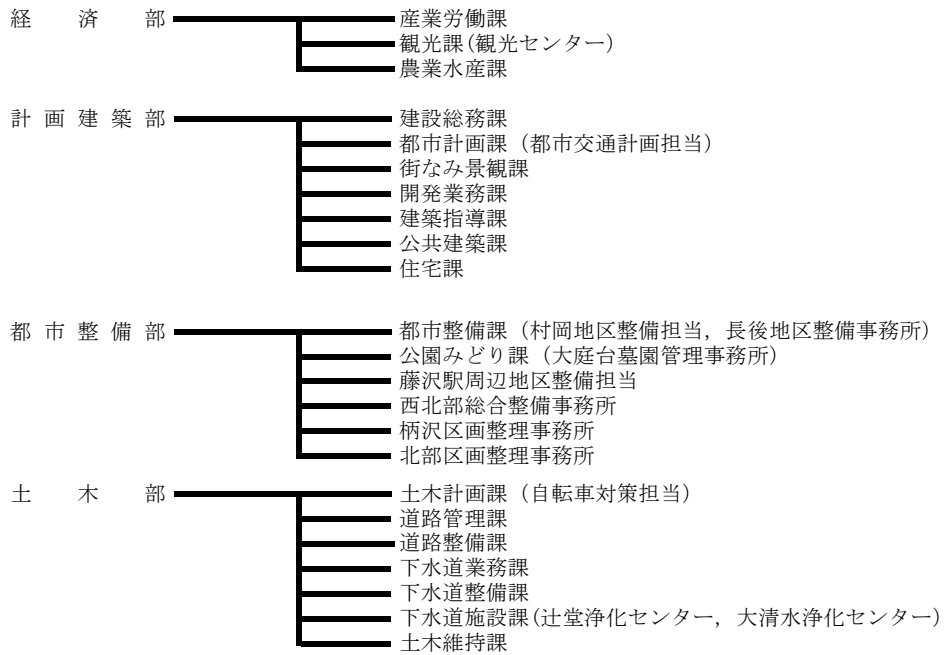 経済部 産業労働課
観光課(観光センター)
農業水産課
計画建築部 建設総務課
都市計画課(都市交通計画担当)
街なみ景観課
開発業務課
建築指導課
公共建築課
住宅課
都市整備部 都市整備課(村岡地区整備担当,長後地区整備事務所)
公園みどり課(大庭台墓園管理事務所)
藤沢駅周辺地区整備担当
西北部総合整備事務所
柄沢区画整理事務所
北部区画整理事務所
土木部 土木計画課(自転車対策担当)
道路管理課
道路整備課
下水道業務課
下水道整備課
下水道施設課(辻堂浄化センター,大清水浄化センター)
土木維持課